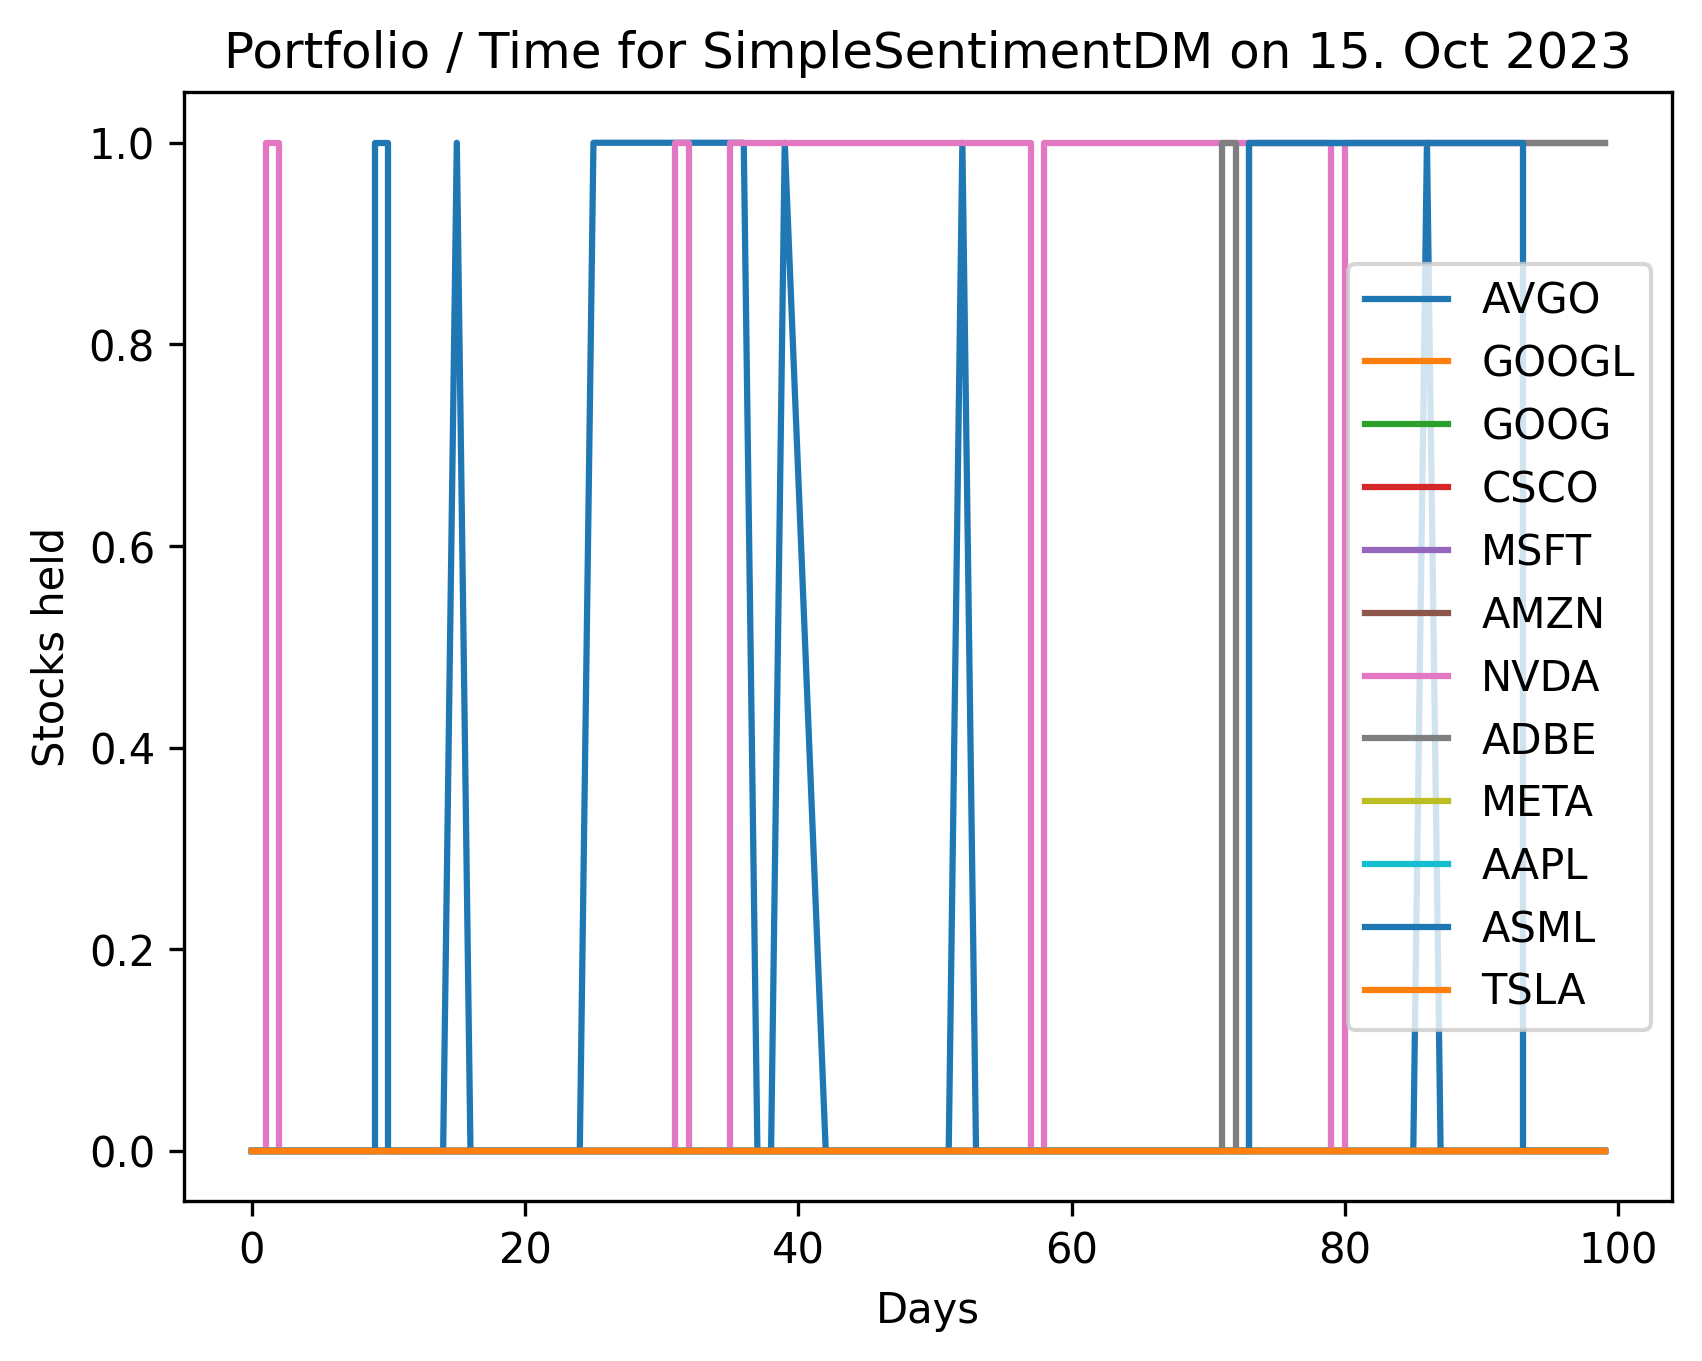 Portfolio / Time for SimpleSentimentDM on 15. Oct 2023
1.0
0.8
0.6
0.4
0.2
0.0
Stocks held
AVGO
GOOGL
GOOG
CSCO
MSFT
AMZN
NVDA
ADBE
META
AAPL
ASML
TSLA
0 20 40 60 80 100
Days